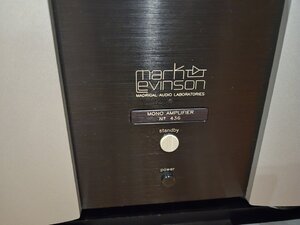 mark
levinson
MADRIGAL AUDIO LABORATORIES
MONO AMPLIFIER
Nº 436
standby
power